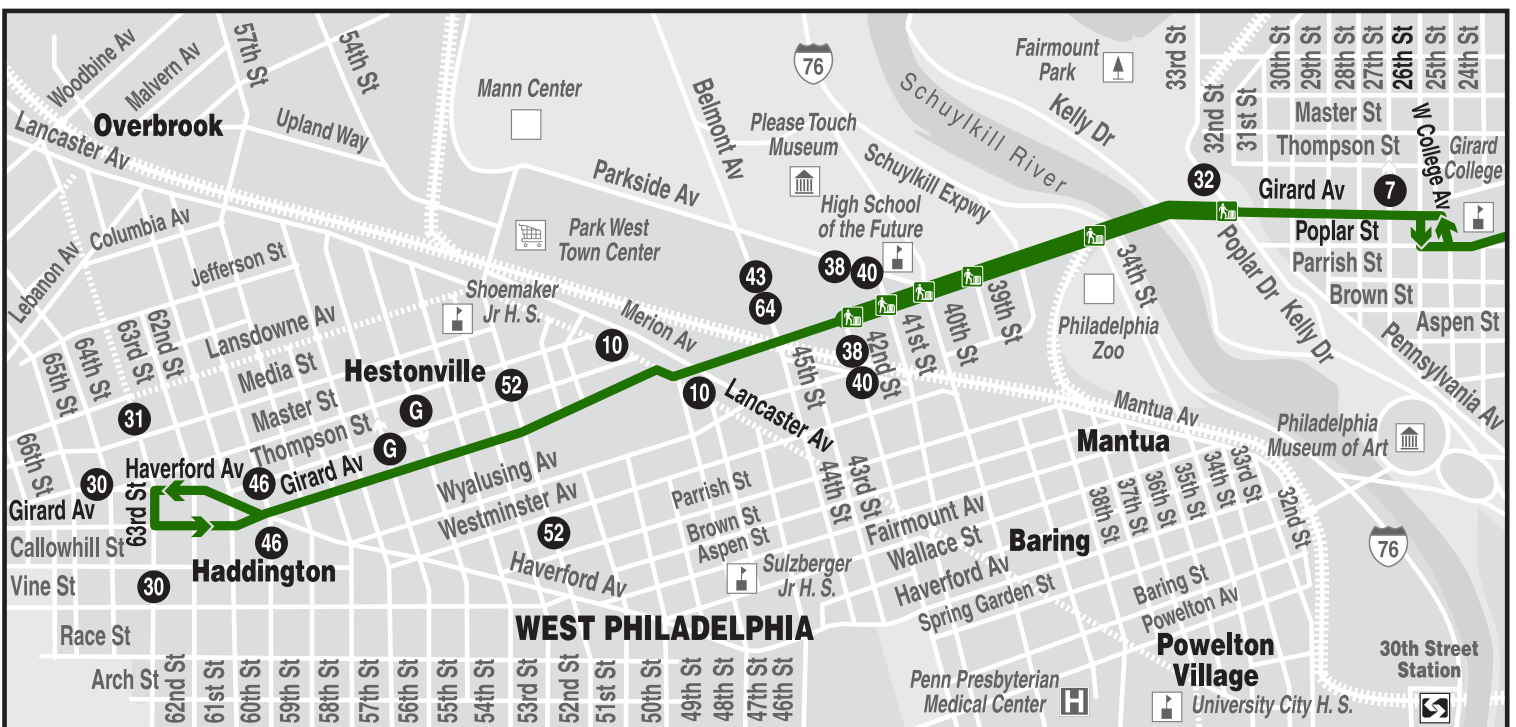 Woodbine Av
Malvern Av
57th St
54th St
Overbrook
Lancaster Av
Upland Way
Mann Center
Belmont Av
76
Please Touch
Museum
Parkside Av
Schuylkill Expwy
Schuylkill River
Kelly Dr
Fairmount
Park
33rd St
32nd St
31st St
30th St
29th St
28th St
27th St
26th St
25th St
24th St
Master St
Thompson St
W College Av
Girard
College
32
Girard Av
7
Poplar St
Parrish St
Brown St
Aspen St
Poplar Dr
Kelly Dr
Pennsylvania Av
High School
of the Future
38
40
43
64
Park West
Town Center
Columbia Av
Lebanon Av
Jefferson St
Shoemaker
Jr H. S.
Merion Av
Lansdowne Av
62nd St
63rd St
64th St
65th St
66th St
Media St
Hestonville
Master St
Thompson St
10
52
G
G
31
30
Haverford Av
46
Girard Av
Girard Av
63rd St
46
Callowhill St
Haddington
Vine St
30
10
Lancaster Av
45th St
38
40
42nd St
41st St
40th St
39th St
34th St
Philadelphia
Zoo
Mantua Av
Mantua
Philadelphia
Museum of Art
Wyalusing Av
Westminster Av
52
Haverford Av
Parrish St
Brown St
Aspen St
44th St
43rd St
Fairmount Av
Wallace St
Haverford Av
Spring Garden St
Sulzberger
Jr H. S.
Baring
38th St
37th St
36th St
35th St
34th St
33rd St
32nd St
76
Baring St
Powelton Av
WEST PHILADELPHIA
Race St
Arch St
62nd St
61st St
60th St
59th St
58th St
57th St
56th St
55th St
54th St
53rd St
52nd St
51st St
50th St
49th St
48th St
47th St
46th St
Penn Presbyterian
Medical Center
H
Powelton
Village
University City H. S.
30th Street
Station